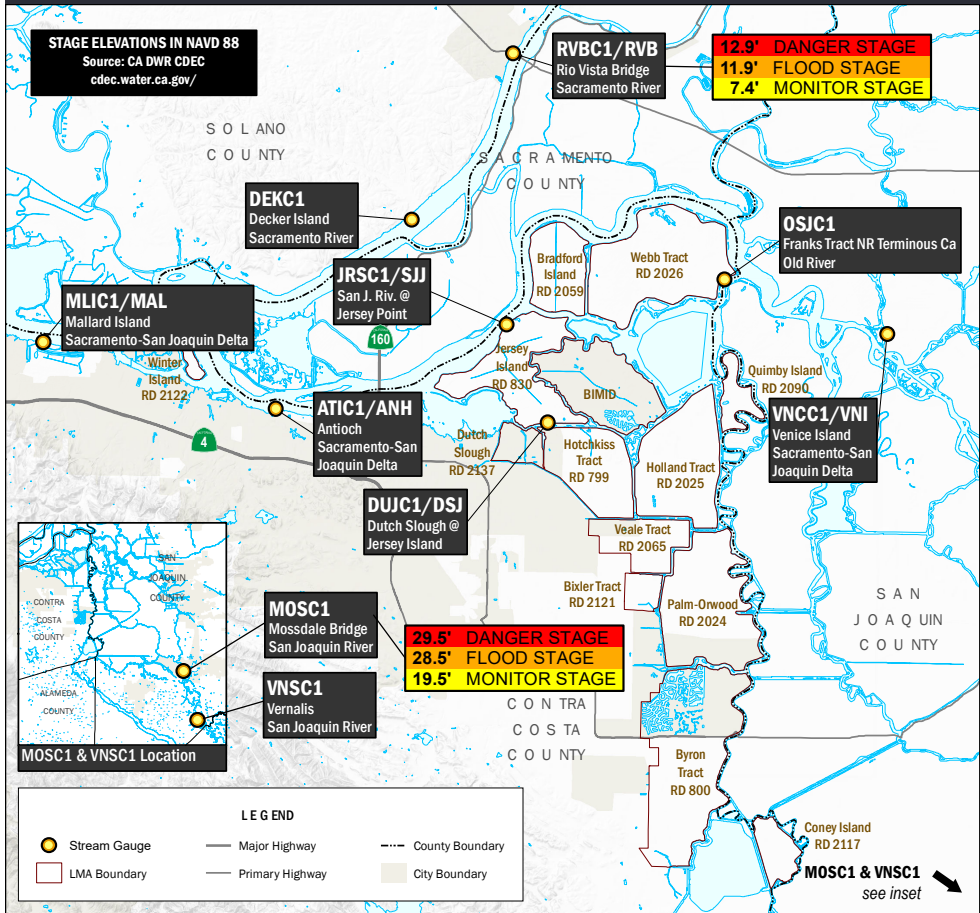 STAGE ELEVATIONS IN NAVD 88
Source: CA DWR CDEC
cdec.water.ca.gov/
RVBC1/RVB
Rio Vista Bridge
Sacramento River
12.9' DANGER STAGE
11.9' FLOOD STAGE
7.4' MONITOR STAGE
SOLANO
COUNTY
SACRAMENTO
COUNTY
DEKC1
Decker Island
Sacramento River
OSJC1
Franks Tract NR Terminous Ca
Old River
Bradford
Island
RD 2059
Webb Tract
RD 2026
JRSC1/SJJ
San J. Riv. @
Jersey Point
MLIC1/MAL
Mallard Island
Sacramento-San Joaquin Delta
160
Winter
Island
RD 2122
Jersey
Island
RD 830
BIMID
Quimby Island
RD 2090
ATIC1/ANH
Antioch
Sacramento-San
Joaquin Delta
VNCC1/VNI
Venice Island
Sacramento-San
Joaquin Delta
4
Dutch
Slough
RD 2137
Hotchkiss
Tract
RD 799
Holland Tract
RD 2025
DUJC1/DSJ
Dutch Slough @
Jersey Island
Veale Tract
RD 2065
Bixler Tract
RD 2121
Palm-Orwood
RD 2024
SAN
JOAQUIN
COUNTY
SAN
JOAQUIN
COUNTY
CONTRA
COSTA
COUNTY
ALAMEDA
COUNTY
MOSC1 & VNSC1 Location
MOSC1
Mossdale Bridge
San Joaquin River
VNSC1
Vernalis
San Joaquin River
29.5' DANGER STAGE
28.5' FLOOD STAGE
19.5' MONITOR STAGE
CONTRA
COSTA
COUNTY
Byron
Tract
RD 800
Coney Island
RD 2117
MOSC1 & VNSC1
see inset
LEGEND
Stream Gauge
Major Highway
County Boundary
LMA Boundary
Primary Highway
City Boundary